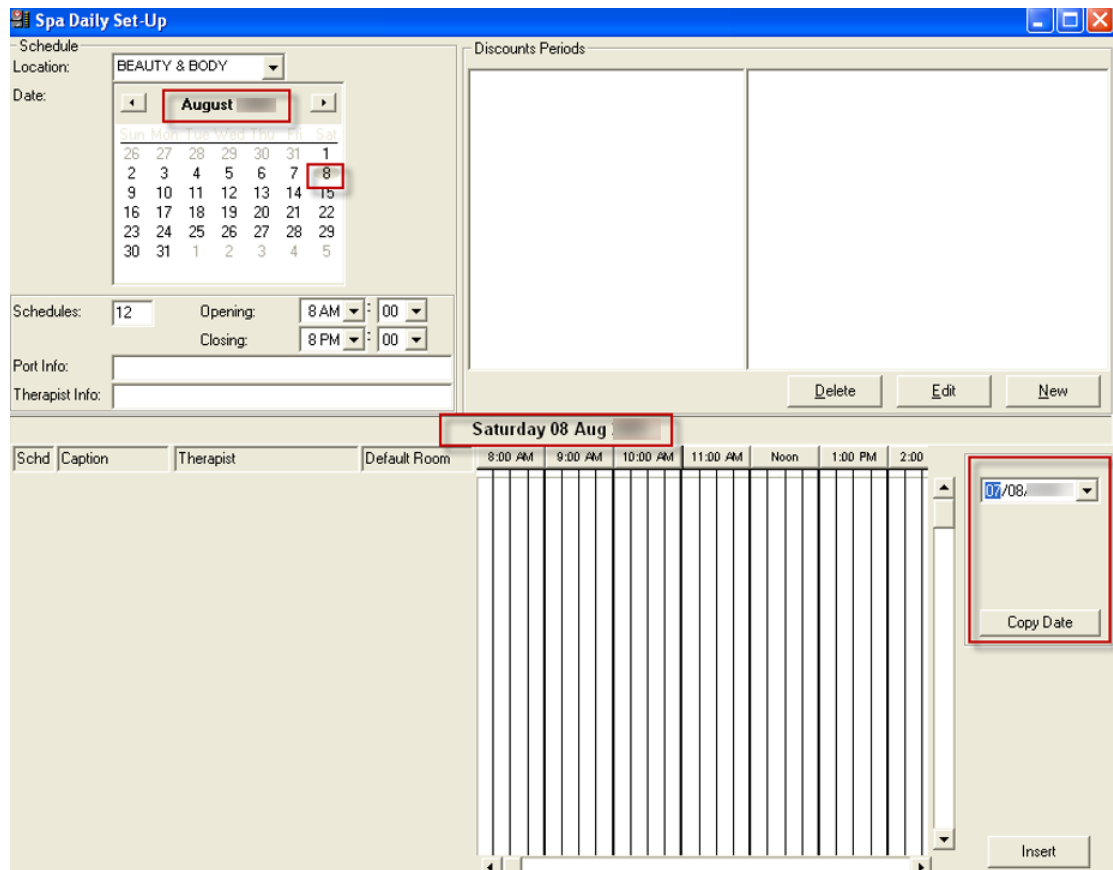 Spa Daily Set-Up
Schedule
Location: BEAUTY & BODY
Date:
August
Sun Mon Tue Wed Thu Fri Sat
26 27 28 29 30 31 1
2 3 4 5 6 7 8
9 10 11 12 13 14 15
16 17 18 19 20 21 22
23 24 25 26 27 28 29
30 31 1 2 3 4 5
Schedules: 12 Opening: 8 AM : 00
Closing: 8 PM : 00
Port Info:
Therapist Info:
Discounts Periods
Delete Edit New
Saturday 08 Aug
Schd Caption Therapist Default Room 8:00 AM 9:00 AM 10:00 AM 11:00 AM Noon 1:00 PM 2:00
07/08/
Copy Date
Insert